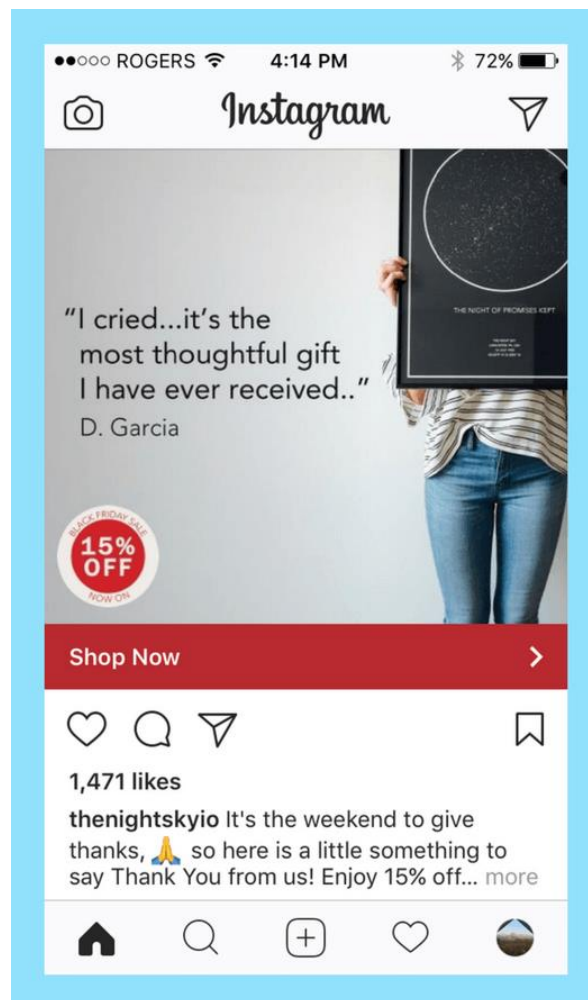 ●●○○○ ROGERS 4:14 PM 72%
Instagram
THE NIGHT OF PROMISES KEPT
“I cried...it’s the
most thoughtful gift
I have ever received..”
D. Garcia
BLACK FRIDAY SALE
15%
OFF
NOW ON
Shop Now
1,471 likes
thenightskyio It's the weekend to give
thanks, 🙏 so here is a little something to
say Thank You from us! Enjoy 15% off... more